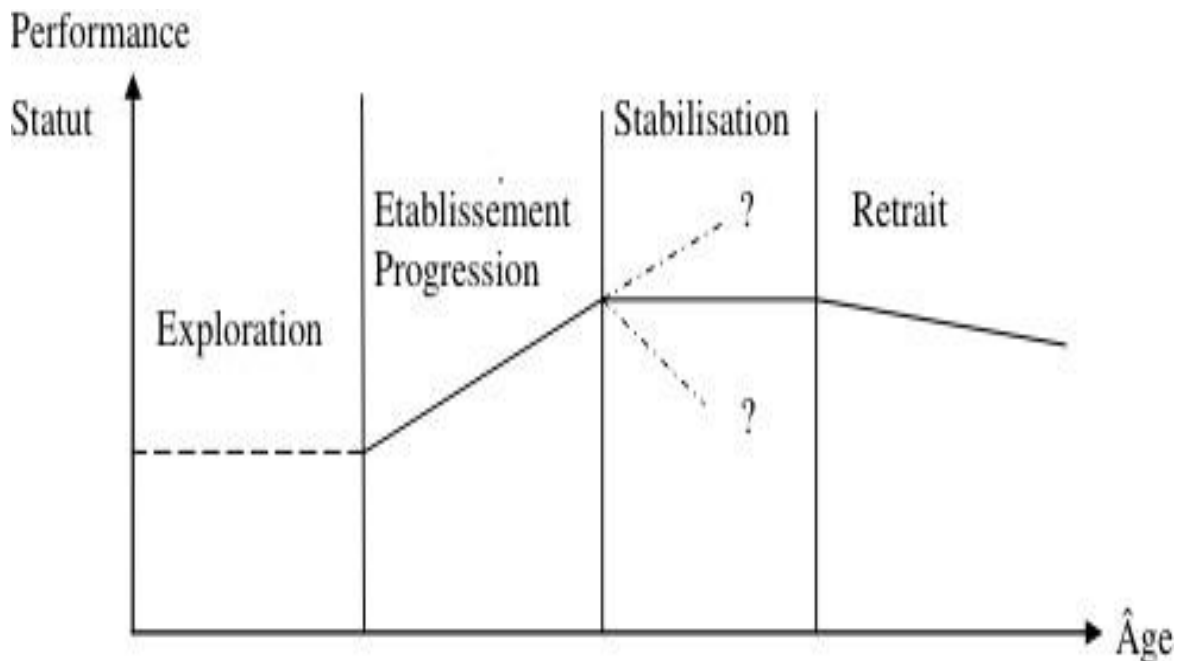 Performance
Statut
Stabilisation
Etablissement
Progression
?
Retrait
Exploration
?
Âge